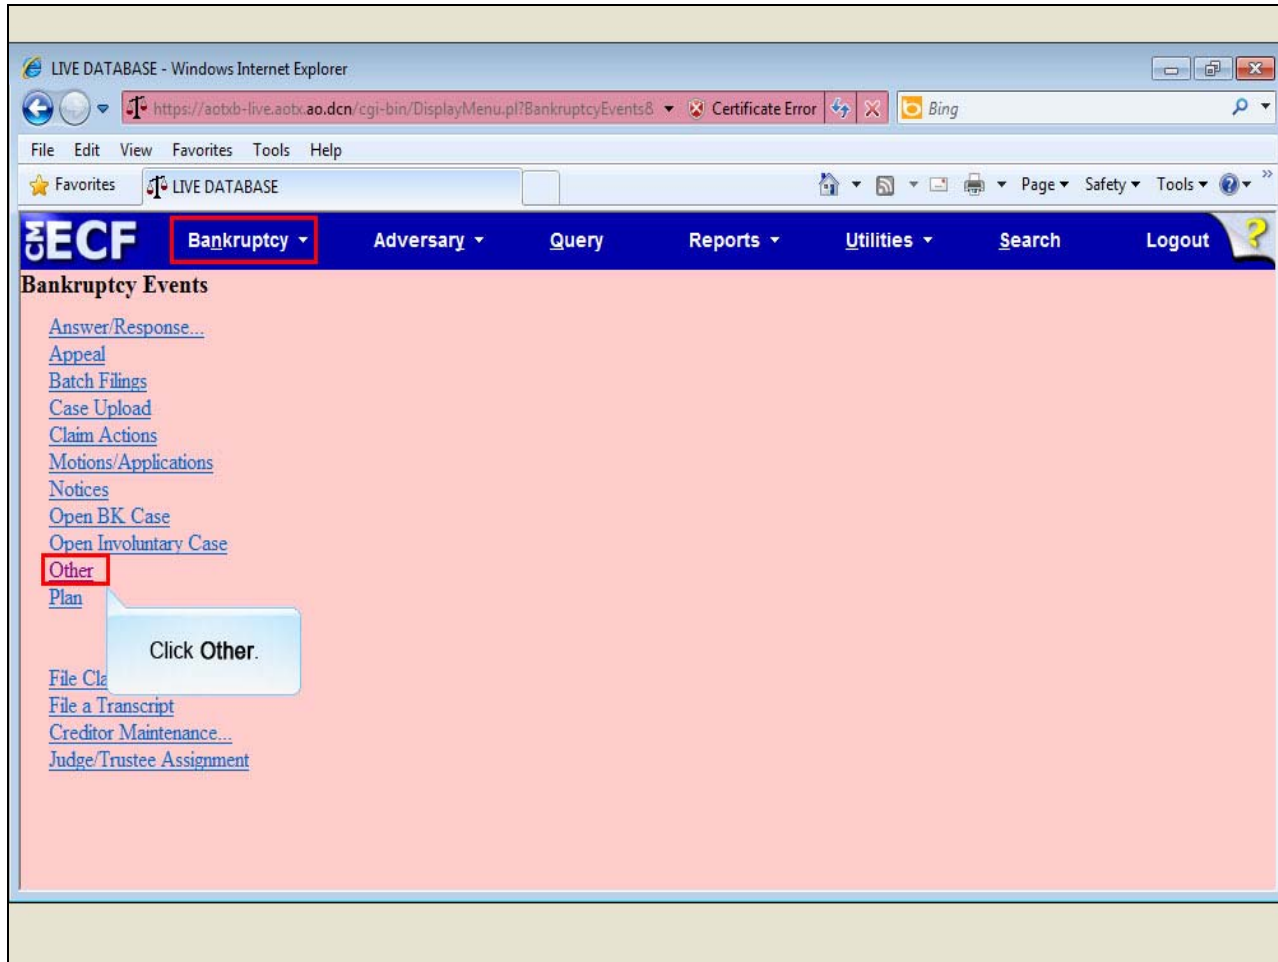 LIVE DATABASE - Windows Internet Explorer
https://aotxb-live.aotx.ao.dcn/cgi-bin/DisplayMenu.pl?BankruptcyEvents& Certificate Error Bing
File Edit View Favorites Tools Help
Favorites LIVE DATABASE Page Safety Tools
CM ECF Bankruptcy Adversary Query Reports Utilities Search Logout ?
Bankruptcy Events
Answer/Response...
Appeal
Batch Filings
Case Upload
Claim Actions
Motions/Applications
Notices
Open BK Case
Open Involuntary Case
Other
Plan
Click Other.
File Cla
File a Transcript
Creditor Maintenance...
Judge/Trustee Assignment